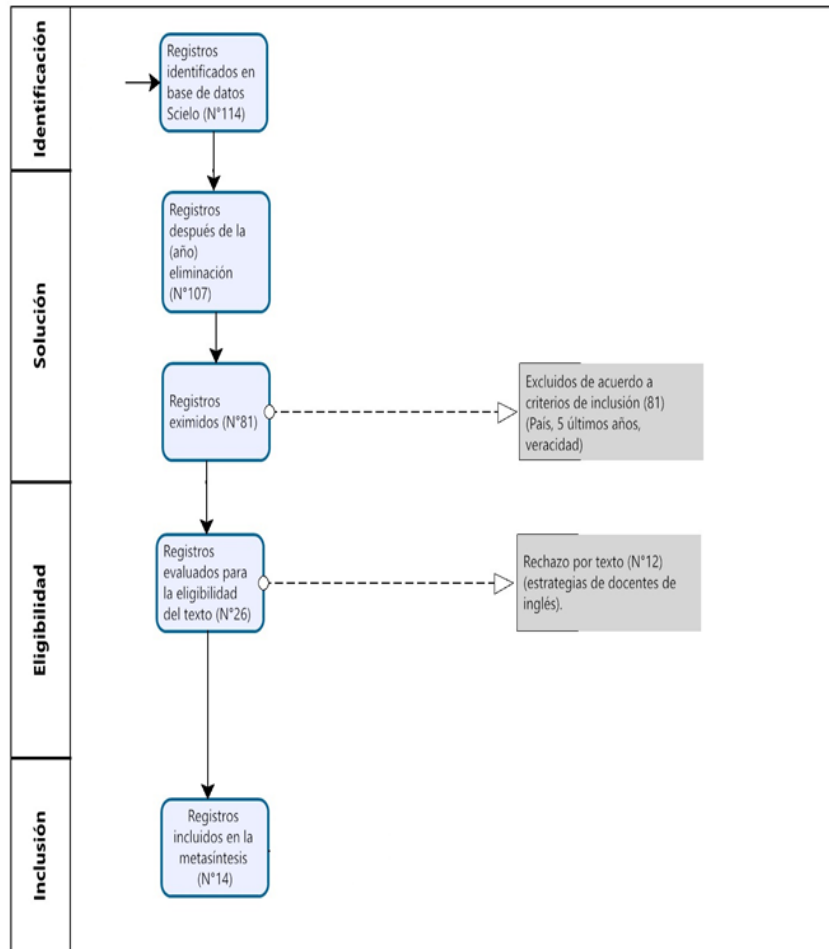 Identificación
Registros
identificados en
base de datos
Scielo (N°114)
Solución
Registros
después de la
(año)
eliminación
(N°107)
Registros
eximidos (N°81)
Excluidos de acuerdo a
criterios de inclusión (81)
(País, 5 últimos años,
veracidad)
Eligibilidad
Registros
evaluados para
la eligibilidad
del texto (N°26)
Rechazo por texto (N°12)
(estrategias de docentes de
inglés).
Inclusión
Registros
incluidos en la
metasíntesis
(N°14)